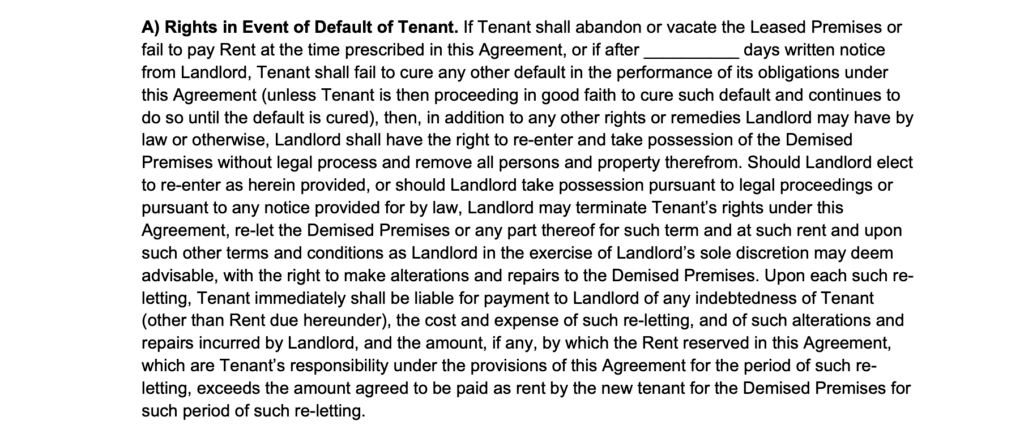 A) Rights in Event of Default of Tenant. If Tenant shall abandon or vacate the Leased Premises or
fail to pay Rent at the time prescribed in this Agreement, or if after ____________ days written notice
from Landlord, Tenant shall fail to cure any other default in the performance of its obligations under
this Agreement (unless Tenant is then proceeding in good faith to cure such default and continues to
do so until the default is cured), then, in addition to any other rights or remedies Landlord may have by
law or otherwise, Landlord shall have the right to re-enter and take possession of the Demised
Premises without legal process and remove all persons and property therefrom. Should Landlord elect
to re-enter as herein provided, or should Landlord take possession pursuant to legal proceedings or
pursuant to any notice provided for by law, Landlord may terminate Tenant's rights under this
Agreement, re-let the Demised Premises or any part thereof for such term and at such rent and upon
such other terms and conditions as Landlord in the exercise of Landlord's sole discretion may deem
advisable, with the right to make alterations and repairs to the Demised Premises. Upon each such re-
letting, Tenant immediately shall be liable for payment to Landlord of any indebtedness of Tenant
(other than Rent due hereunder), the cost and expense of such re-letting, and of such alterations and
repairs incurred by Landlord, and the amount, if any, by which the Rent reserved in this Agreement,
which are Tenant's responsibility under the provisions of this Agreement for the period of such re-
letting, exceeds the amount agreed to be paid as rent by the new tenant for the Demised Premises for
such period of such re-letting.